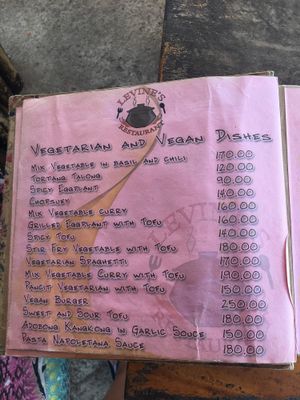 LEVINE'S
RESTAURANT
Vegetarian and Vegan Dishes
Mix Vegetable in basil and chili 170.00
Tortang Talong 120.00
Spicy Eggplant 90.00
Chopsuey 140.00
Mix Vegetable curry 160.00
Grilled Eggplant with Tofu 160.00
Spicy Tofu 140.00
Stir Fry Vegetable with Tofu 180.00
Vegetarian Spaghetti 170.00
Mix Vegetable Curry with Tofu 190.00
Pancit Vegetarian with Tofu 150.00
Vegan Burger 250.00
Sweet and Sour Tofu 180.00
Adobong Kangkong in Garlic Souce 150.00
Pasta Napoletana Sauce 180.00